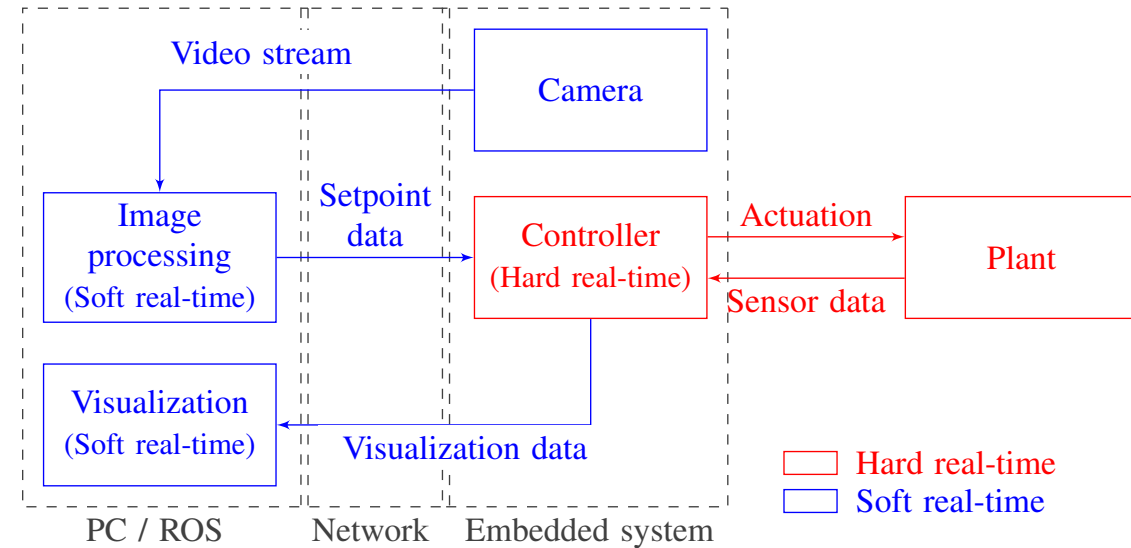 Video stream
Camera
Image
processing
(Soft real-time)
Setpoint
data
Controller
(Hard real-time)
Actuation
Sensor data
Plant
Visualization
(Soft real-time)
Visualization data
Hard real-time
Soft real-time
PC / ROS
Network
Embedded system